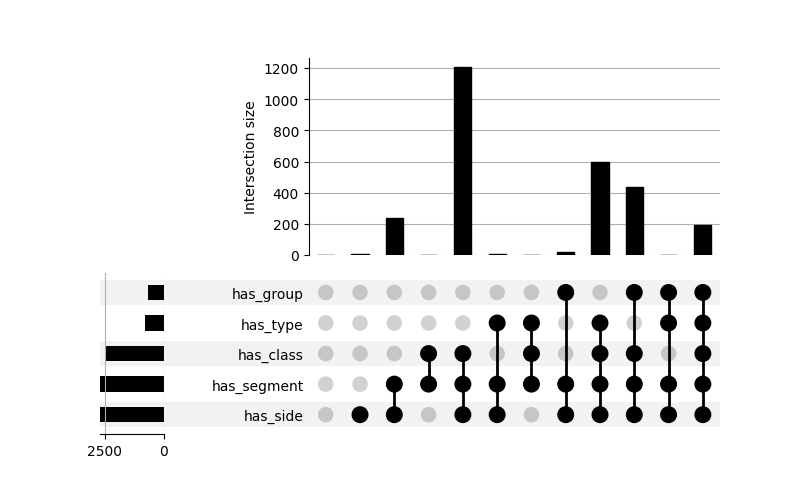 1200
1000
800
600
400
200
0
Intersection size
has_group
has_type
has_class
has_segment
has_side
2500 0